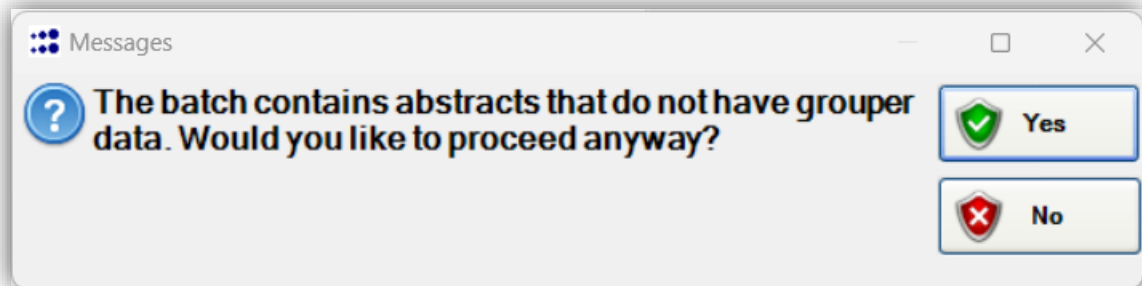 Messages
The batch contains abstracts that do not have grouper
data. Would you like to proceed anyway?
Yes
No